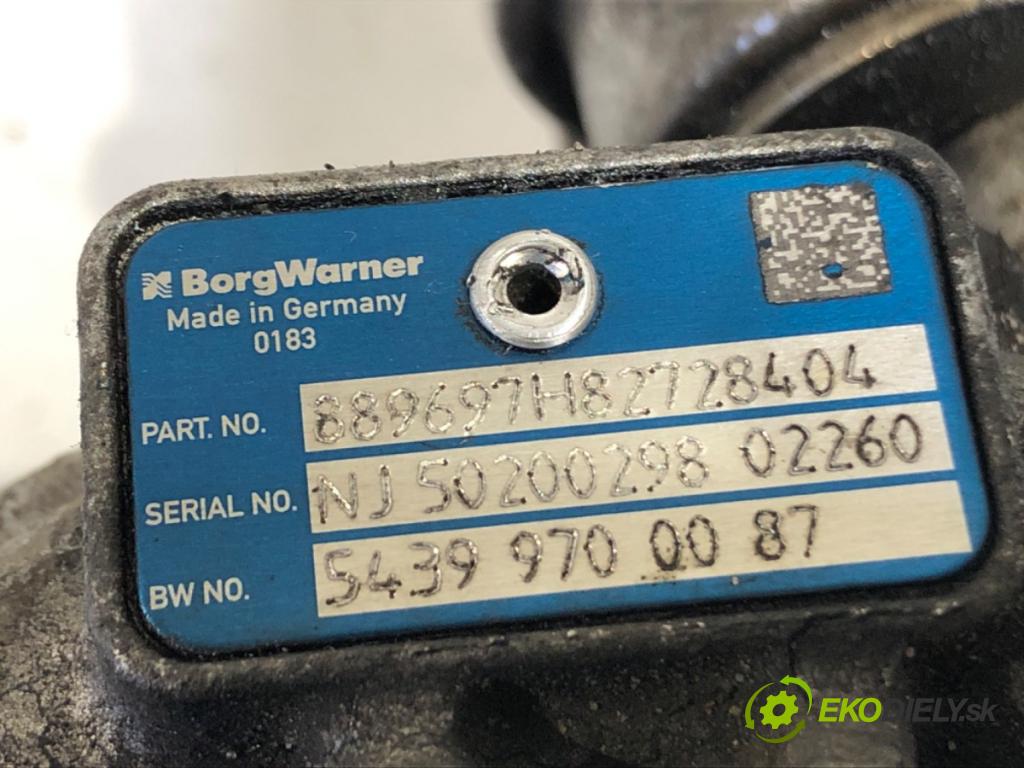 BorgWarner
Made in Germany
0183
PART. NO. 889697H82728404
SERIAL NO. NJ 50200298 02260
BW NO. 5439 970 00 87
EKODIELY.sk